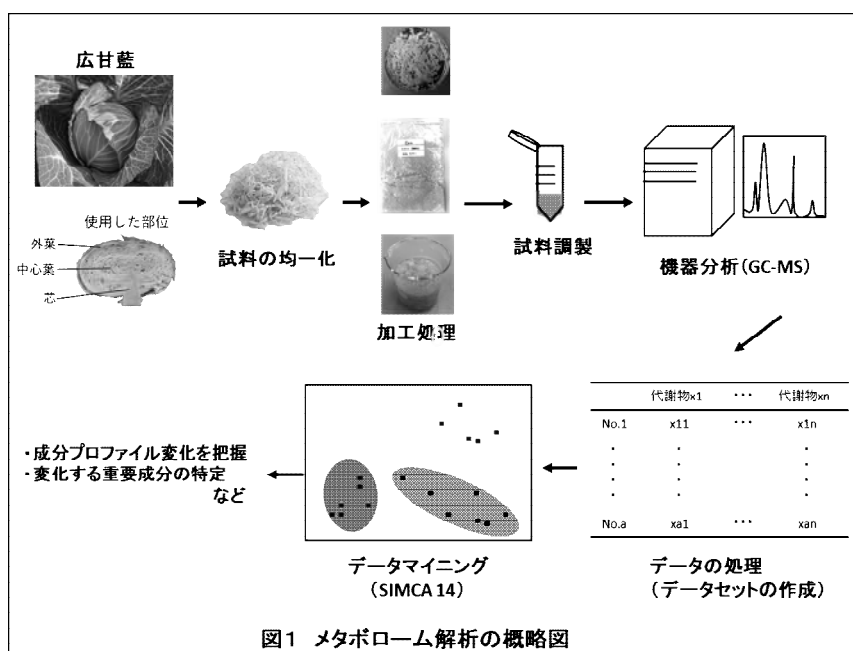 広甘藍
使用した部位
外葉
中心葉
芯
試料の均一化
加工処理
試料調製
機器分析(GC-MS)
代謝物x1 ･･･ 代謝物xn
No.1 x11 ･･･ x1n
・ ・ ・
・ ・ ・
・ ・ ・
・ ・ ・
No.a xa1 ･･･ xan
データの処理
(データセットの作成)
データマイニング
(SIMCA 14)
・成分プロファイル変化を把握
・変化する重要成分の特定
など
図1 メタボローム解析の概略図